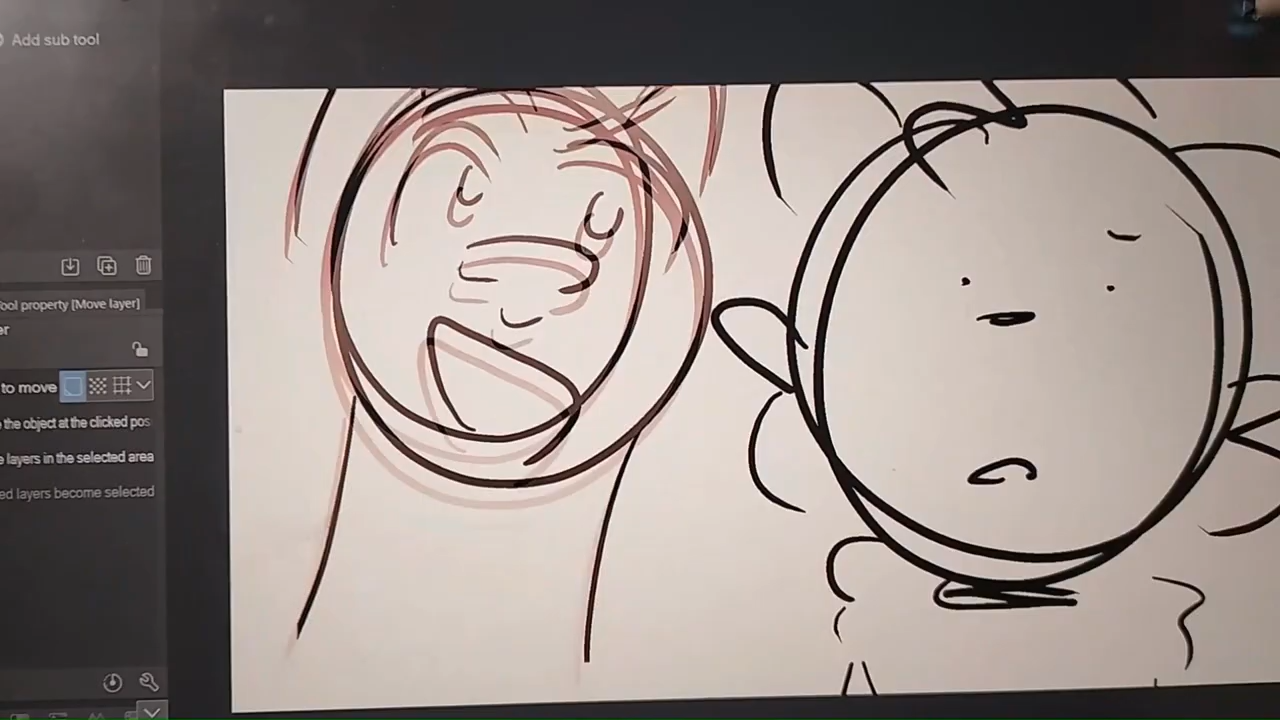 Add sub tool
ool property [Move layer]
er
to move
the object at the clicked pos
e layers in the selected area
ed layers become selected